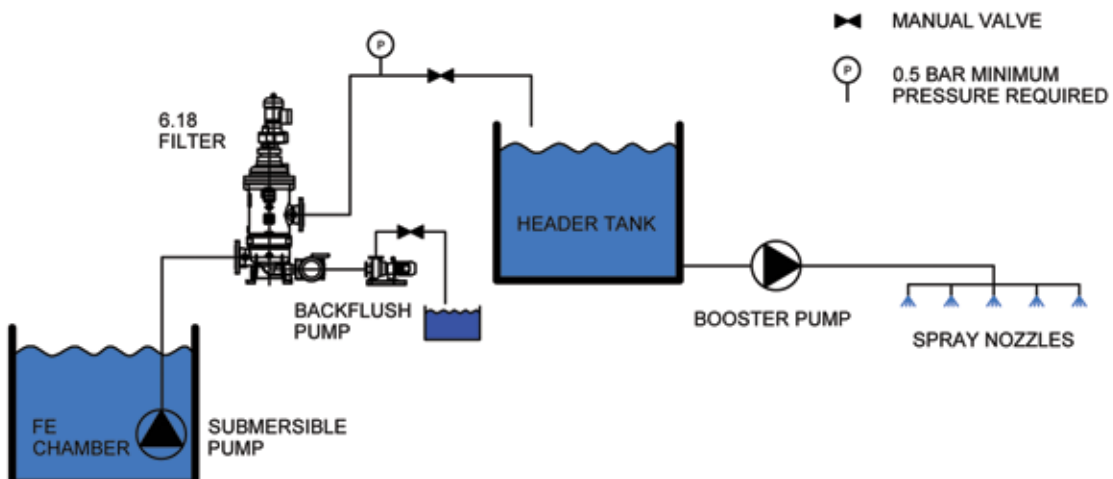 MANUAL VALVE
P
0.5 BAR MINIMUM
PRESSURE REQUIRED
P
6.18
FILTER
HEADER TANK
BACKFLUSH
PUMP
BOOSTER PUMP
SPRAY NOZZLES
FE
CHAMBER
SUBMERSIBLE
PUMP